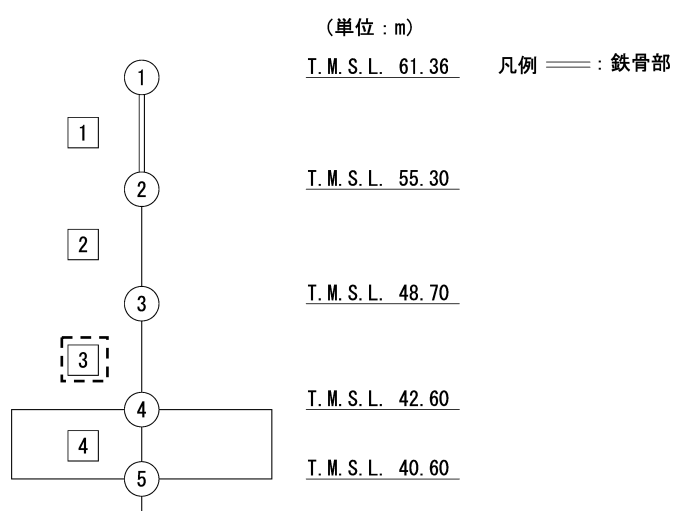 (単位：m)
① T.M.S.L. 61.36 凡例 ═══：鉄骨部
1
② T.M.S.L. 55.30
2
③ T.M.S.L. 48.70
3
④ T.M.S.L. 42.60
4
⑤ T.M.S.L. 40.60